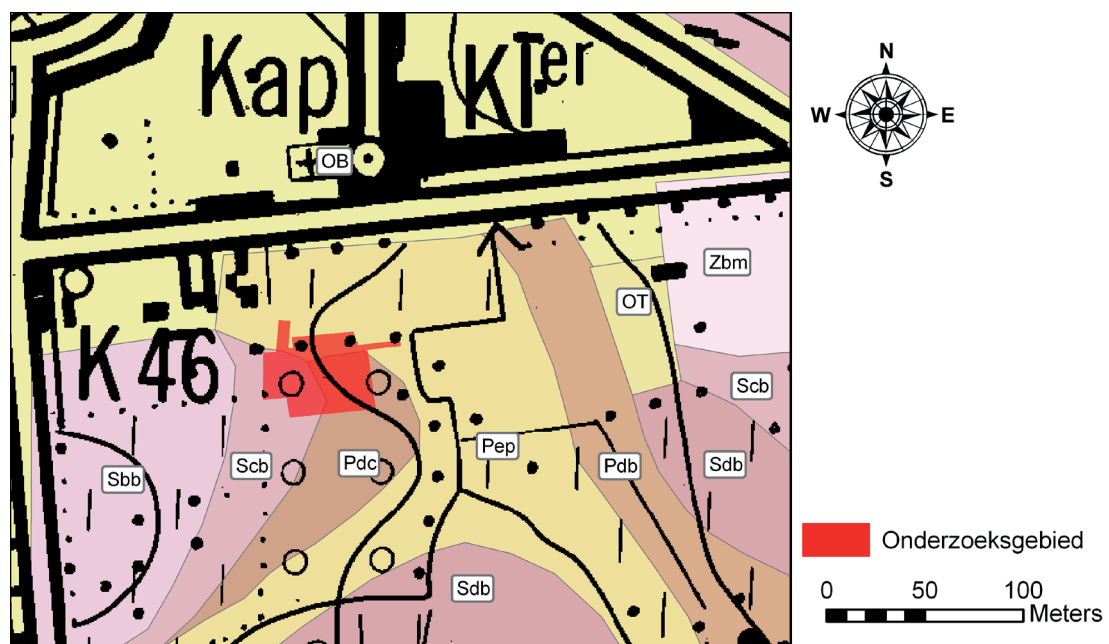 Kap
Kl er
OB
N
W
E
S
Zbm
OT
K 46
Scb
Sbb
Scb
Pdc
Pep
Pdb
Sdb
Sdb
Onderzoeksgebied
0 50 100
Meters